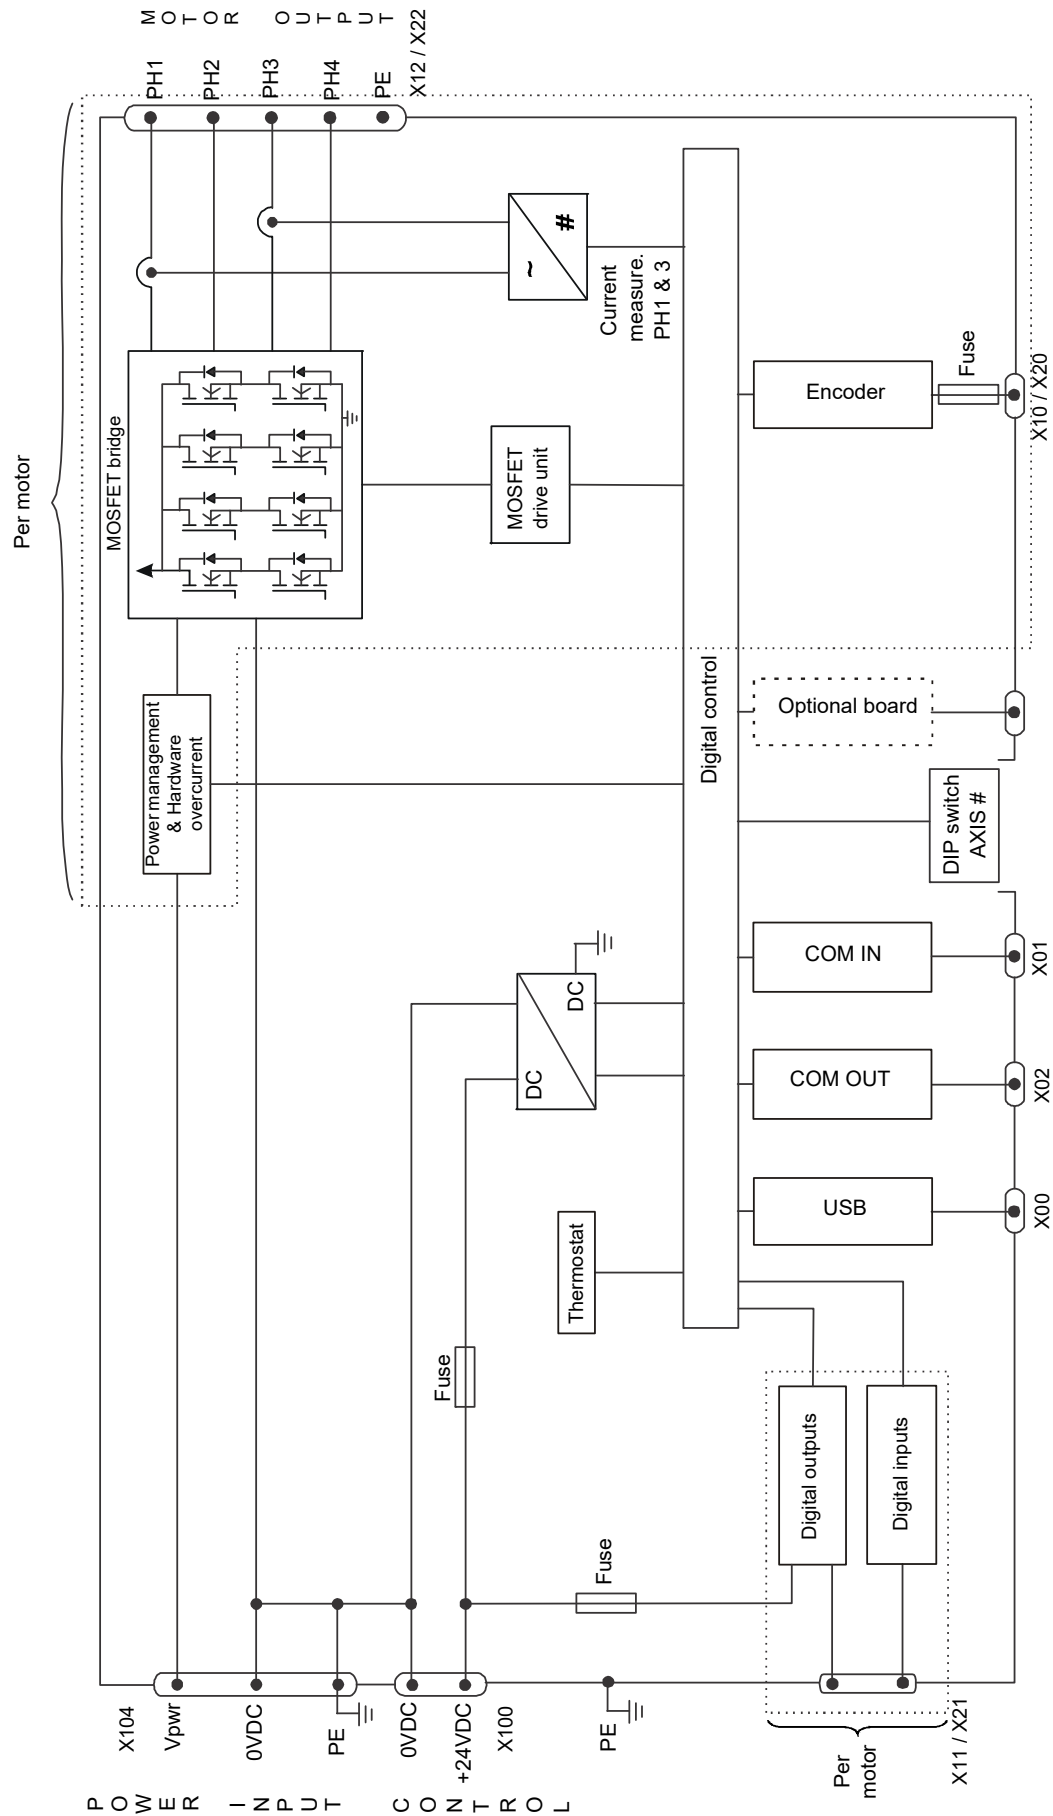 MOTOR OUTPUT
PH1
PH2
PH3
PH4
PE
X12 / X22
Per motor
MOSFET bridge
~
#
Current
measure.
PH1 & 3
MOSFET
drive unit
Encoder
Fuse
X10 / X20
Power management
& Hardware
overcurrent
Digital control
Optional board
DIP switch
AXIS #
DC
DC
COM IN
X01
COM OUT
X02
USB
X00
Thermostat
Fuse
Fuse
Digital outputs
Digital inputs
X104
Vpwr
0VDC
PE
0VDC
+24VDC
X100
PE
Per
motor
X11 / X21
POWER INPUT
CONTROL